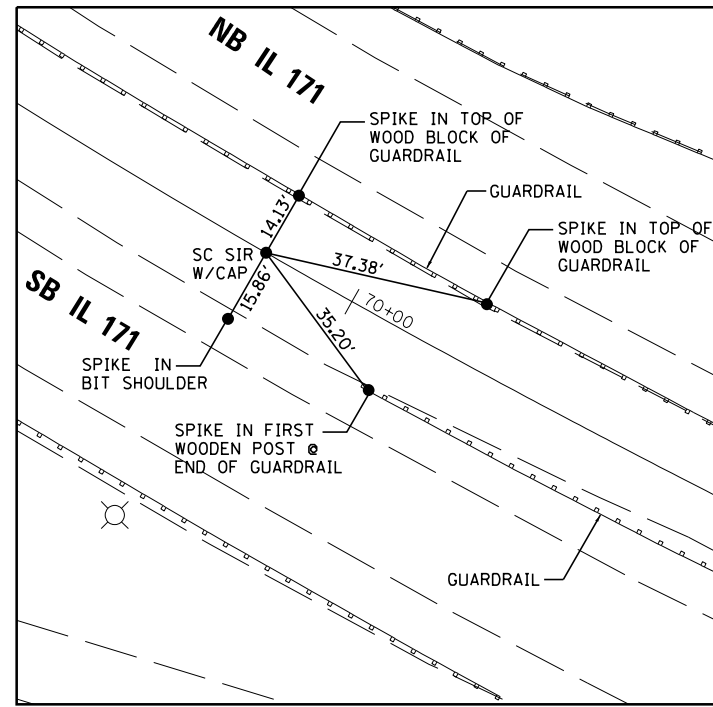 NB IL 171
SPIKE IN TOP OF
WOOD BLOCK OF
GUARDRAIL
GUARDRAIL
SPIKE IN TOP OF
WOOD BLOCK OF
GUARDRAIL
14.13'
SC SIR
W/CAP
37.38'
15.86'
70+00
35.20'
SB IL 171
SPIKE IN
BIT SHOULDER
SPIKE IN FIRST
WOODEN POST @
END OF GUARDRAIL
GUARDRAIL